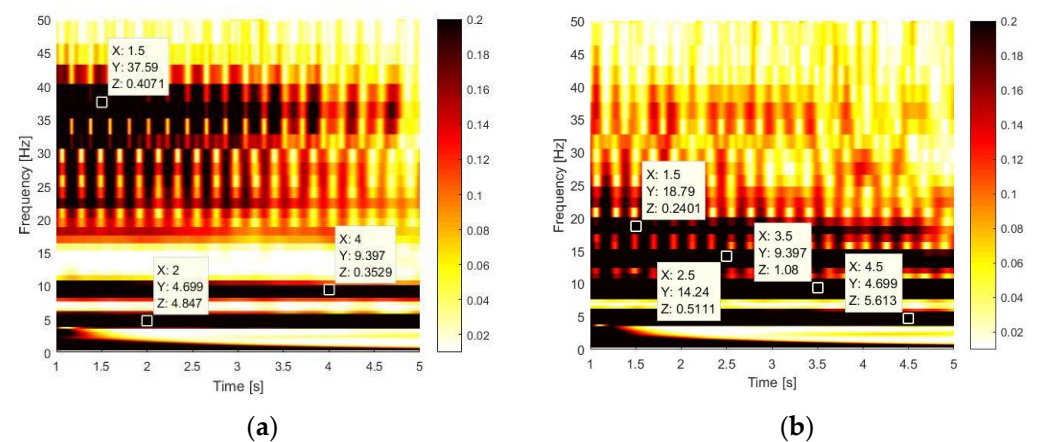 50
45
40
35
30
25
20
15
10
5
0
Frequency [Hz]
X: 1.5
Y: 37.59
Z: 0.4071
X: 2
Y: 4.699
Z: 4.847
X: 4
Y: 9.397
Z: 0.3529
1 1.5 2 2.5 3 3.5 4 4.5 5
Time [s]
0.2
0.18
0.16
0.14
0.12
0.1
0.08
0.06
0.04
0.02
(a)
50
45
40
35
30
25
20
15
10
5
0
Frequency [Hz]
X: 1.5
Y: 18.79
Z: 0.2401
X: 2.5
Y: 14.24
Z: 0.5111
X: 3.5
Y: 9.397
Z: 1.08
X: 4.5
Y: 4.699
Z: 5.613
1 1.5 2 2.5 3 3.5 4 4.5 5
Time [s]
0.2
0.18
0.16
0.14
0.12
0.1
0.08
0.06
0.04
0.02
(b)